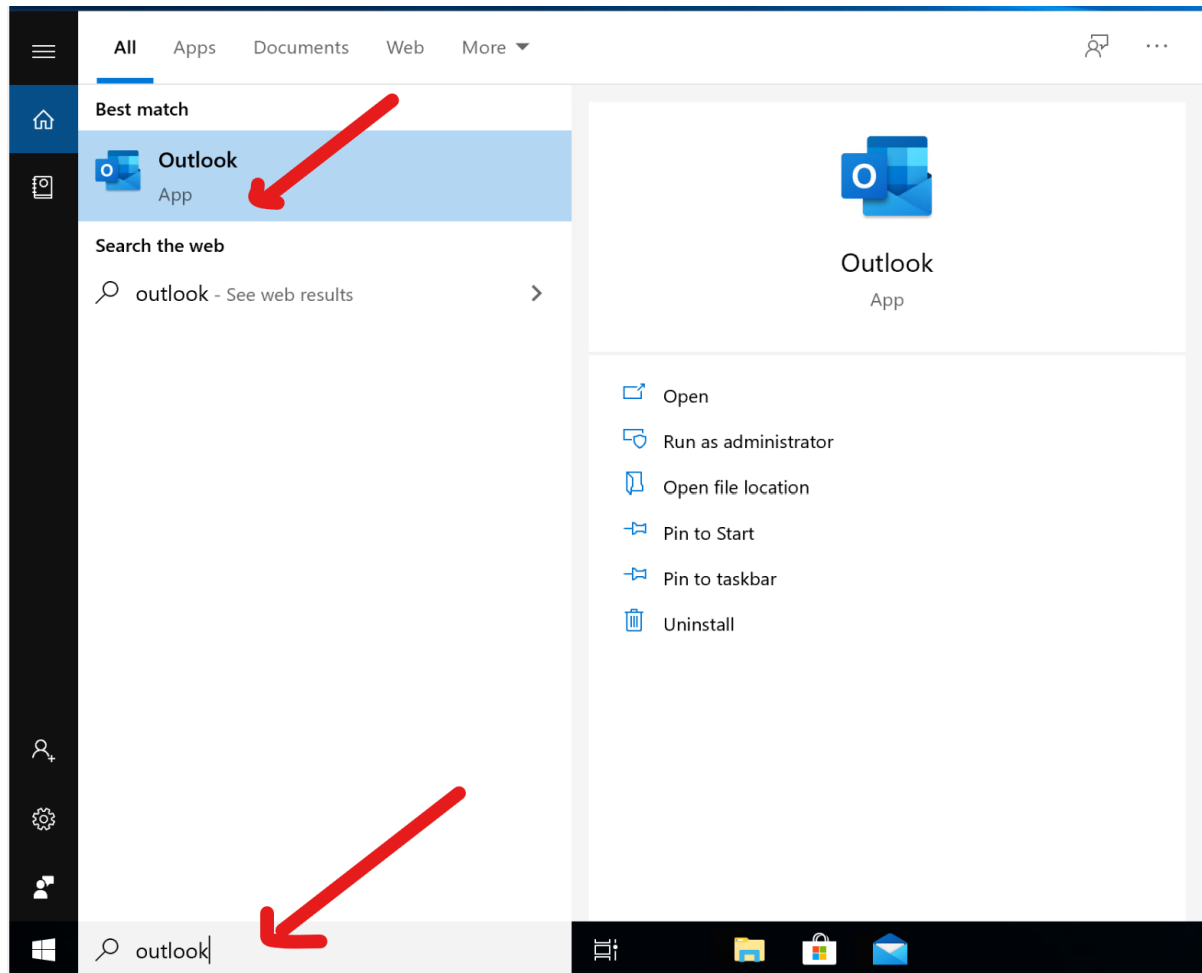 All Apps Documents Web More
Best match
Outlook
App
Search the web
outlook - See web results
outlook
Outlook
App
Open
Run as administrator
Open file location
Pin to Start
Pin to taskbar
Uninstall